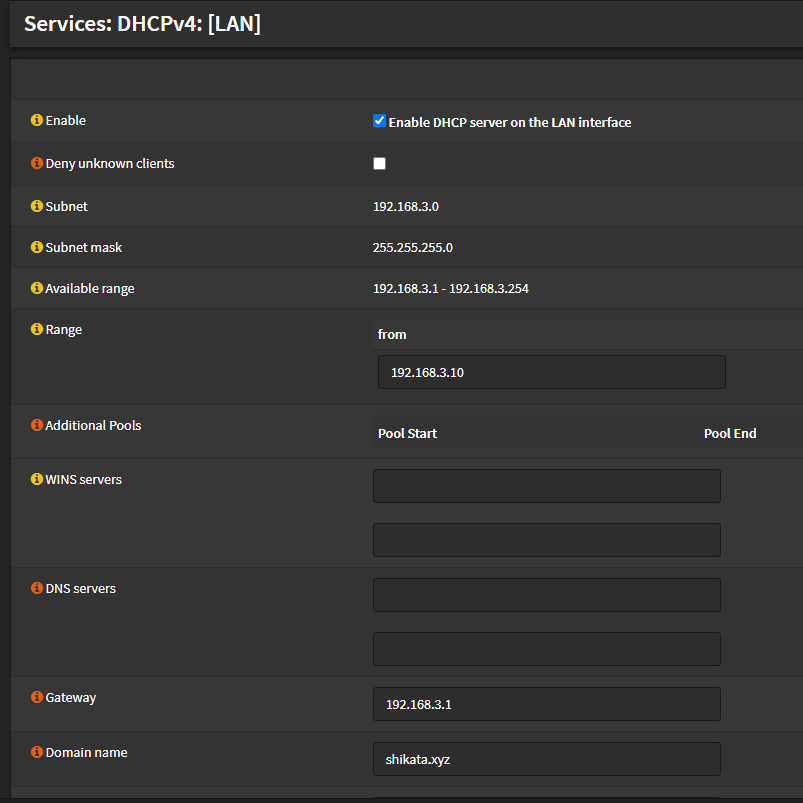 Services: DHCPv4: [LAN]
Enable
Enable DHCP server on the LAN interface
Deny unknown clients
Subnet
192.168.3.0
Subnet mask
255.255.255.0
Available range
192.168.3.1 - 192.168.3.254
Range
from
192.168.3.10
Additional Pools
Pool Start
Pool End
WINS servers
DNS servers
Gateway
192.168.3.1
Domain name
shikata.xyz